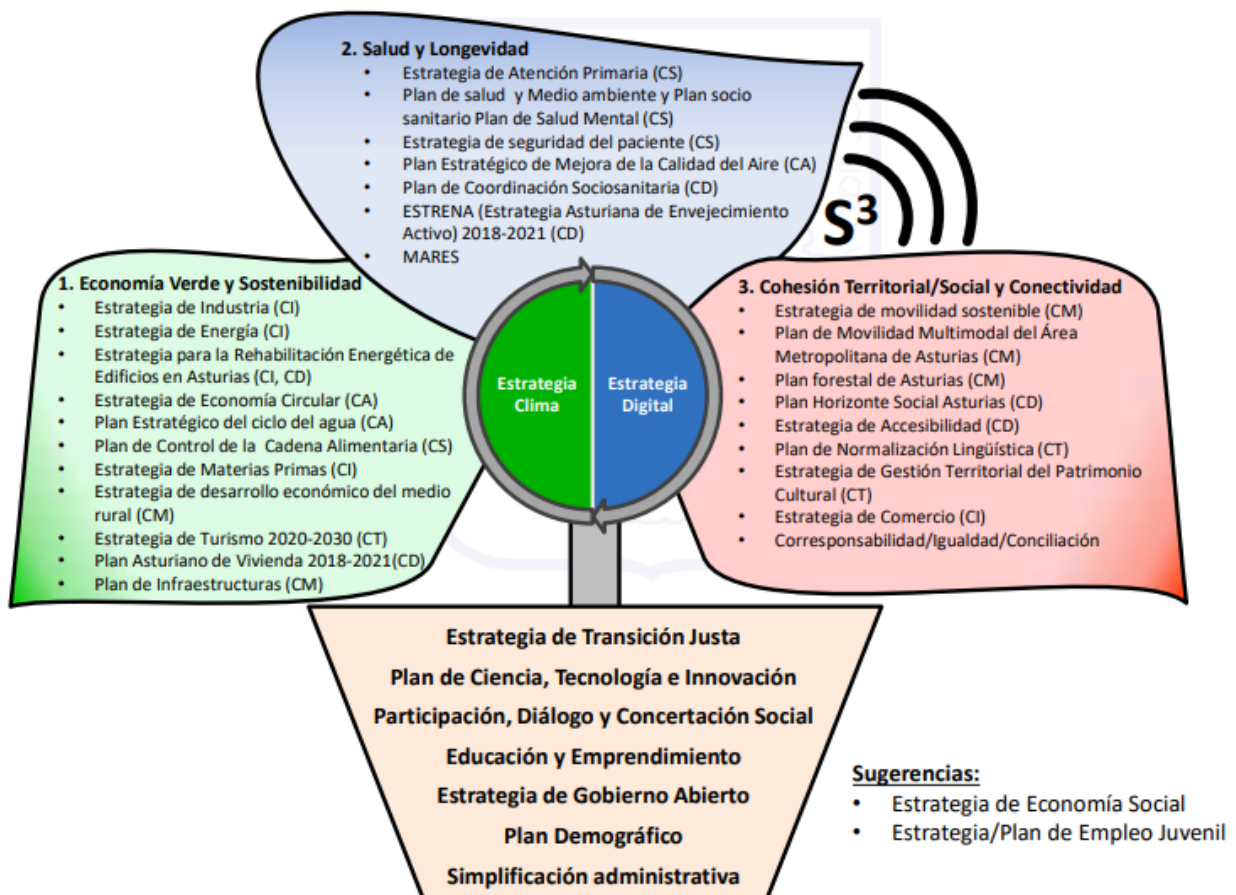 2. Salud y Longevidad
• Estrategia de Atención Primaria (CS)
• Plan de salud y Medio ambiente y Plan socio
sanitario Plan de Salud Mental (CS)
• Estrategia de seguridad del paciente (CS)
• Plan Estratégico de Mejora de la Calidad del Aire (CA)
• Plan de Coordinación Sociosanitaria (CD)
• ESTRENA (Estrategia Asturiana de Envejecimiento
Activo) 2018-2021 (CD)
• MARES
S³
1. Economía Verde y Sostenibilidad
• Estrategia de Industria (CI)
• Estrategia de Energía (CI)
• Estrategia para la Rehabilitación Energética de
Edificios en Asturias (CI, CD)
• Estrategia de Economía Circular (CA)
• Plan Estratégico del ciclo del agua (CA)
• Plan de Control de la Cadena Alimentaria (CS)
• Estrategia de Materias Primas (CI)
• Estrategia de desarrollo económico del medio
rural (CM)
• Estrategia de Turismo 2020-2030 (CT)
• Plan Asturiano de Vivienda 2018-2021(CD)
• Plan de Infraestructuras (CM)
Estrategia
Clima
Estrategia
Digital
3. Cohesión Territorial/Social y Conectividad
• Estrategia de movilidad sostenible (CM)
• Plan de Movilidad Multimodal del Área
Metropolitana de Asturias (CM)
• Plan forestal de Asturias (CM)
• Plan Horizonte Social Asturias (CD)
• Estrategia de Accesibilidad (CD)
• Plan de Normalización Lingüística (CT)
• Estrategia de Gestión Territorial del Patrimonio
Cultural (CT)
• Estrategia de Comercio (CI)
• Corresponsabilidad/Igualdad/Conciliación
Estrategia de Transición Justa
Plan de Ciencia, Tecnología e Innovación
Participación, Diálogo y Concertación Social
Educación y Emprendimiento
Estrategia de Gobierno Abierto
Plan Demográfico
Simplificación administrativa
Sugerencias:
• Estrategia de Economía Social
• Estrategia/Plan de Empleo Juvenil